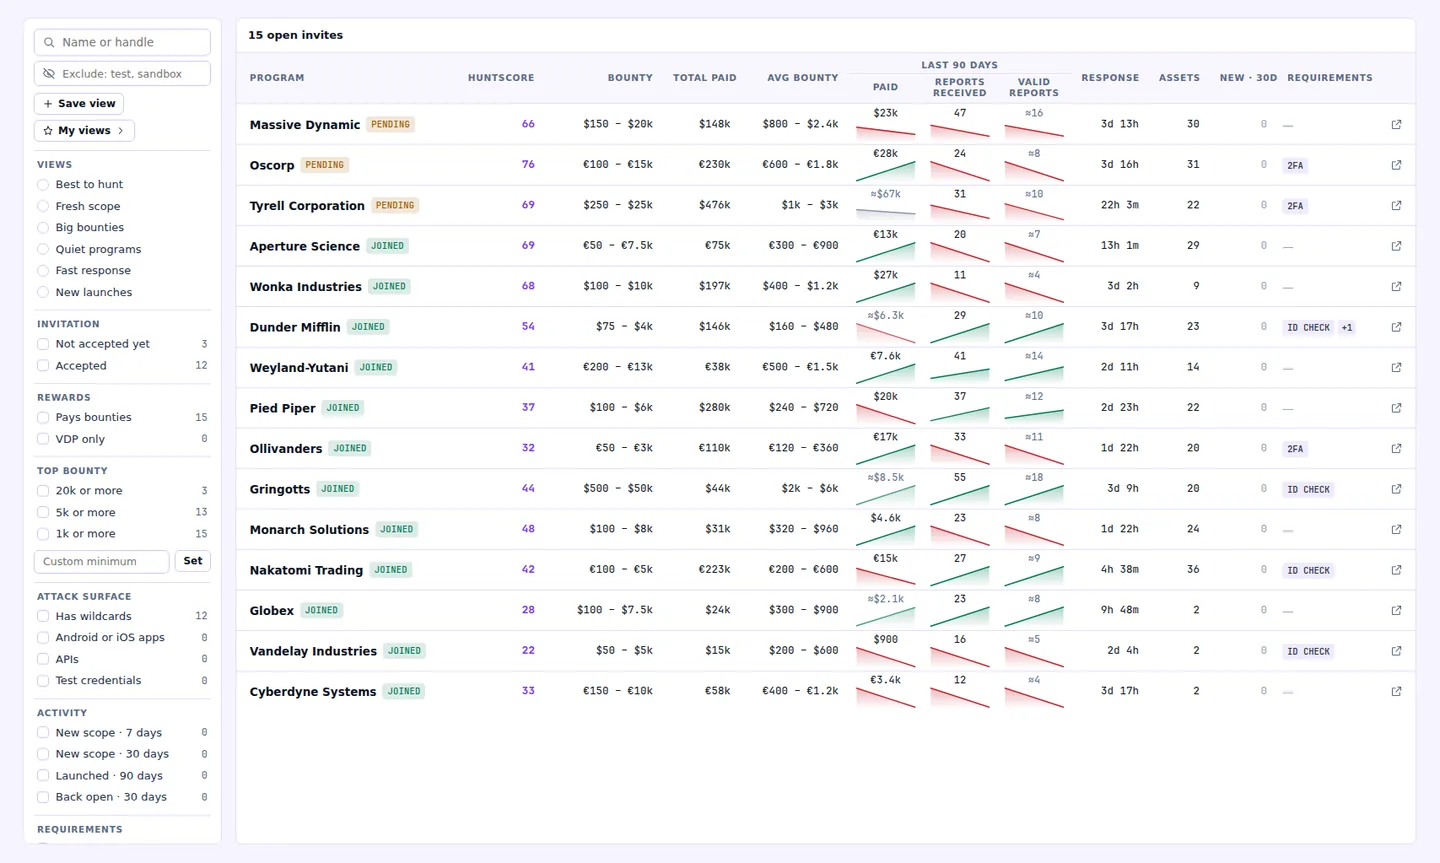 Name or handle
Exclude: test, sandbox
+ Save view
My views
VIEWS
Best to hunt
Fresh scope
Big bounties
Quiet programs
Fast response
New launches
INVITATION
Not accepted yet 3
Accepted 12
REWARDS
Pays bounties 15
VDP only 0
TOP BOUNTY
20k or more 3
5k or more 13
1k or more 15
Custom minimum Set
ATTACK SURFACE
Has wildcards 12
Android or iOS apps 0
APIs 0
Test credentials 0
ACTIVITY
New scope · 7 days 0
New scope · 30 days 0
Launched · 90 days 0
Back open · 30 days 0
REQUIREMENTS
15 open invites
LAST 90 DAYS
PROGRAM HUNTSCORE BOUNTY TOTAL PAID AVG BOUNTY PAID REPORTS RECEIVED VALID REPORTS RESPONSE ASSETS NEW · 30D REQUIREMENTS
Massive Dynamic PENDING 66 $150 – $20k $148k $800 – $2.4k $23k 47 ≈16 3d 13h 30 0 —
Oscorp PENDING 76 €100 – €15k €230k €600 – €1.8k €28k 24 ≈8 3d 16h 31 0 2FA
Tyrell Corporation PENDING 69 $250 – $25k $476k $1k – $3k ≈$67k 31 ≈10 22h 3m 22 0 2FA
Aperture Science JOINED 69 €50 – €7.5k €75k €300 – €900 €13k 20 ≈7 13h 1m 29 0 —
Wonka Industries JOINED 68 $100 – $10k $197k $400 – $1.2k $27k 11 ≈4 3d 2h 9 0 —
Dunder Mifflin JOINED 54 $75 – $4k $146k $160 – $480 ≈$6.3k 29 ≈10 3d 17h 23 0 ID CHECK +1
Weyland-Yutani JOINED 41 €200 – €13k €38k €500 – €1.5k €7.6k 41 ≈14 2d 11h 14 0 —
Pied Piper JOINED 37 $100 – $6k $280k $240 – $720 $20k 37 ≈12 2d 23h 22 0 —
Ollivanders JOINED 32 €50 – €3k €110k €120 – €360 €17k 33 ≈11 1d 22h 20 0 2FA
Gringotts JOINED 44 $500 – $50k $44k $2k – $6k ≈$8.5k 55 ≈18 3d 9h 20 0 ID CHECK
Monarch Solutions JOINED 48 $100 – $8k $31k $320 – $960 $4.6k 23 ≈8 1d 22h 24 0 —
Nakatomi Trading JOINED 42 €100 – €5k €223k €200 – €600 €15k 27 ≈9 4h 38m 36 0 ID CHECK
Globex JOINED 28 $100 – $7.5k $24k $300 – $900 ≈$2.1k 23 ≈8 9h 48m 2 0 —
Vandelay Industries JOINED 22 $50 – $5k $15k $200 – $600 $900 16 ≈5 2d 4h 2 0 ID CHECK
Cyberdyne Systems JOINED 33 €150 – €10k €58k €400 – €1.2k €3.4k 12 ≈4 3d 17h 2 0 —